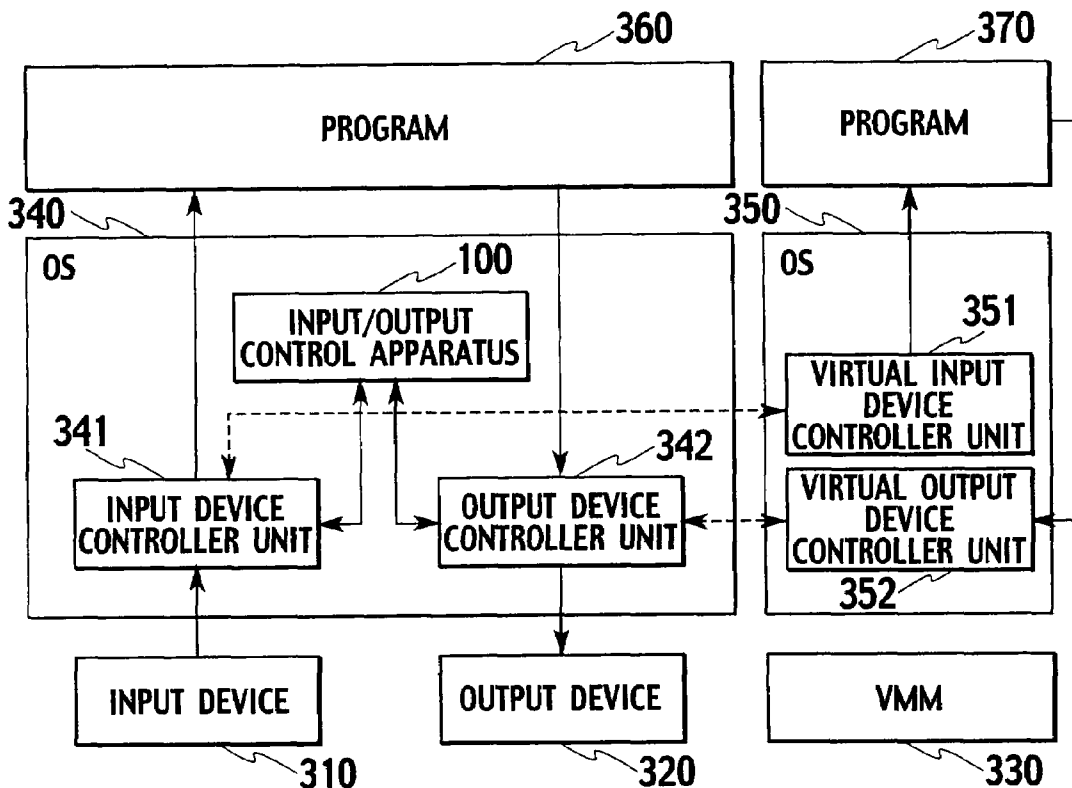 360
370
PROGRAM
PROGRAM
340
350
OS
OS
100
INPUT/OUTPUT
CONTROL APPARATUS
351
VIRTUAL INPUT
DEVICE
CONTROLLER UNIT
341
342
INPUT DEVICE
CONTROLLER UNIT
OUTPUT DEVICE
CONTROLLER UNIT
VIRTUAL OUTPUT
DEVICE
CONTROLLER UNIT
352
INPUT DEVICE
OUTPUT DEVICE
VMM
310
320
330